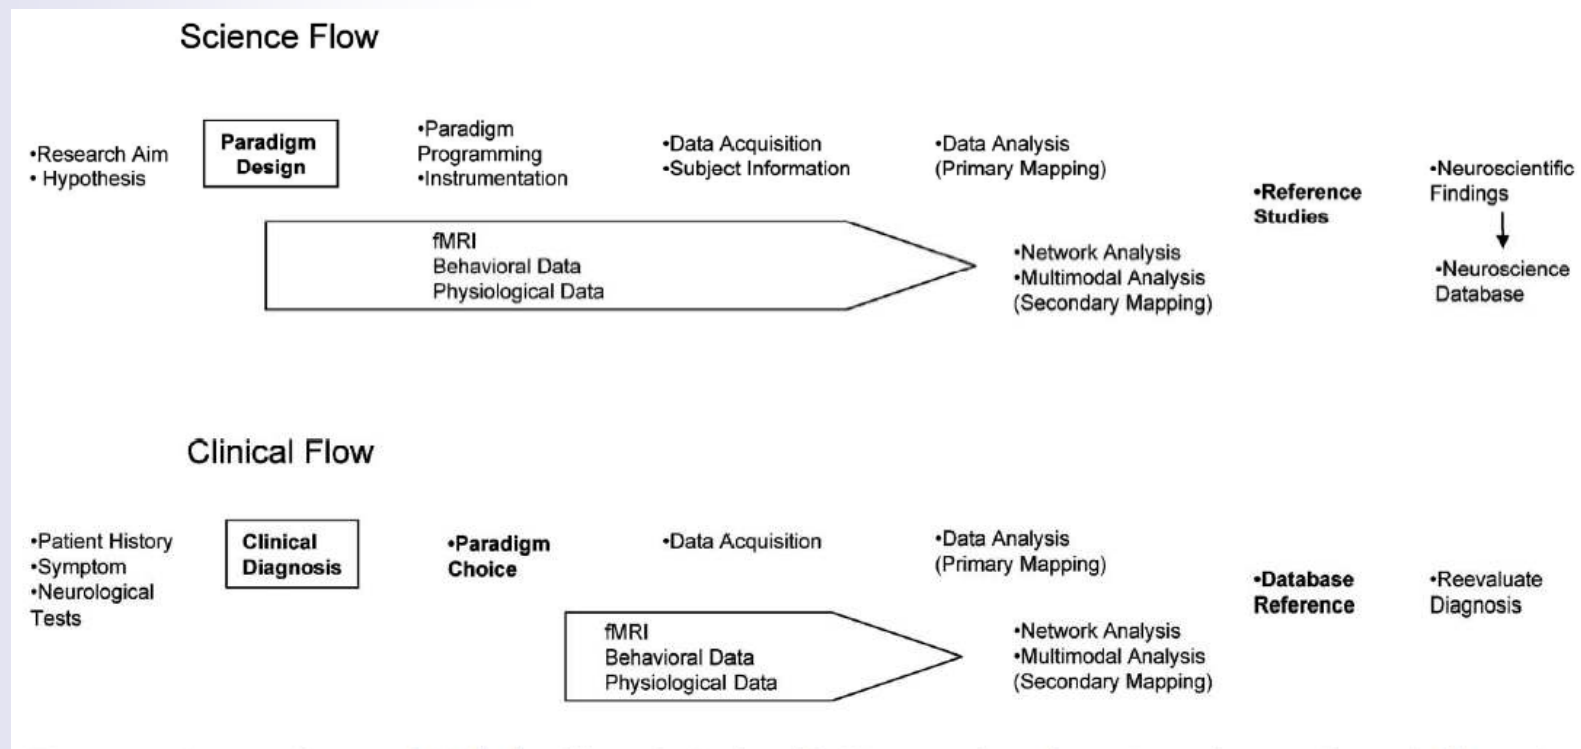 Science Flow
•Research Aim
• Hypothesis
Paradigm
Design
•Paradigm
Programming
•Instrumentation
•Data Acquisition
•Subject Information
•Data Analysis
(Primary Mapping)
fMRI
Behavioral Data
Physiological Data
•Network Analysis
•Multimodal Analysis
(Secondary Mapping)
•Reference
Studies
•Neuroscientific
Findings
•Neuroscience
Database
Clinical Flow
•Patient History
•Symptom
•Neurological
Tests
Clinical
Diagnosis
•Paradigm
Choice
•Data Acquisition
•Data Analysis
(Primary Mapping)
fMRI
Behavioral Data
Physiological Data
•Network Analysis
•Multimodal Analysis
(Secondary Mapping)
•Database
Reference
•Reevaluate
Diagnosis